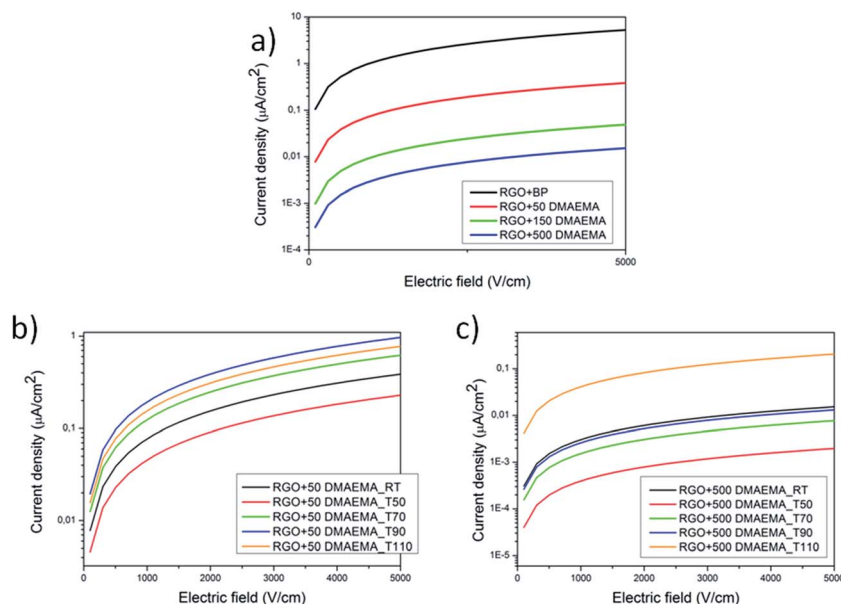 a)
10
1
0,1
0,01
1E-3
1E-4
Current density (μA/cm²)
RGO+BP
RGO+50 DMAEMA
RGO+150 DMAEMA
RGO+500 DMAEMA
0 5000
Electric field (V/cm)
b)
1
0,1
0,01
Current density (μA/cm²)
RGO+50 DMAEMA_RT
RGO+50 DMAEMA_T50
RGO+50 DMAEMA_T70
RGO+50 DMAEMA_T90
RGO+50 DMAEMA_T110
0 1000 2000 3000 4000 5000
Electric field (V/cm)
c)
0,1
0,01
1E-3
1E-4
1E-5
Current density (μA/cm²)
RGO+500 DMAEMA_RT
RGO+500 DMAEMA_T50
RGO+500 DMAEMA_T70
RGO+500 DMAEMA_T90
RGO+500 DMAEMA_T110
0 1000 2000 3000 4000 5000
Electric field (V/cm)